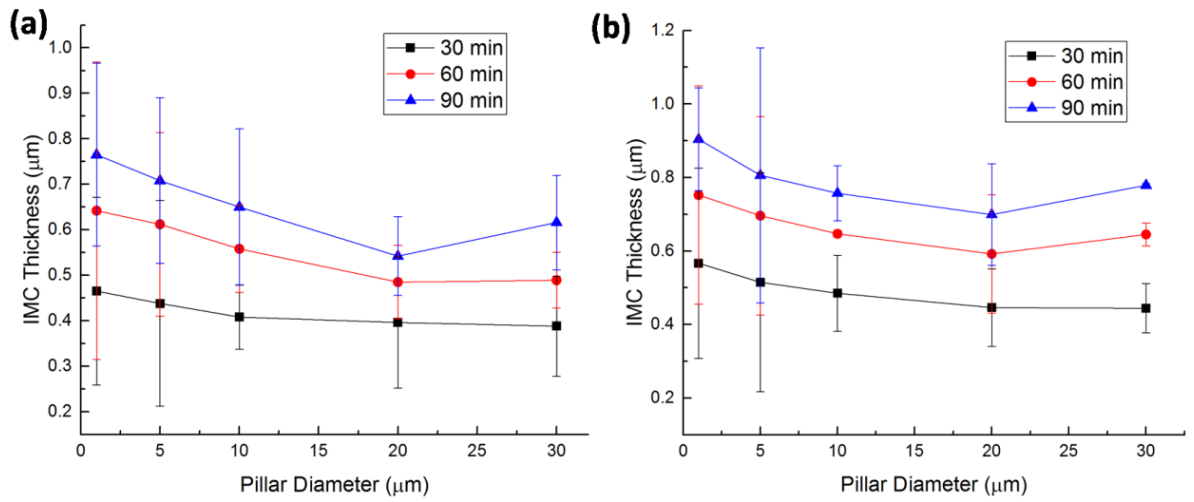 (a)
1.0
0.9
0.8
0.7
0.6
0.5
0.4
0.3
0.2
IMC Thickness (μm)
30 min
60 min
90 min
0 5 10 15 20 25 30
Pillar Diameter (μm)
(b)
1.2
1.0
0.8
0.6
0.4
0.2
IMC Thickness (μm)
30 min
60 min
90 min
0 5 10 15 20 25 30
Pillar Diameter (μm)